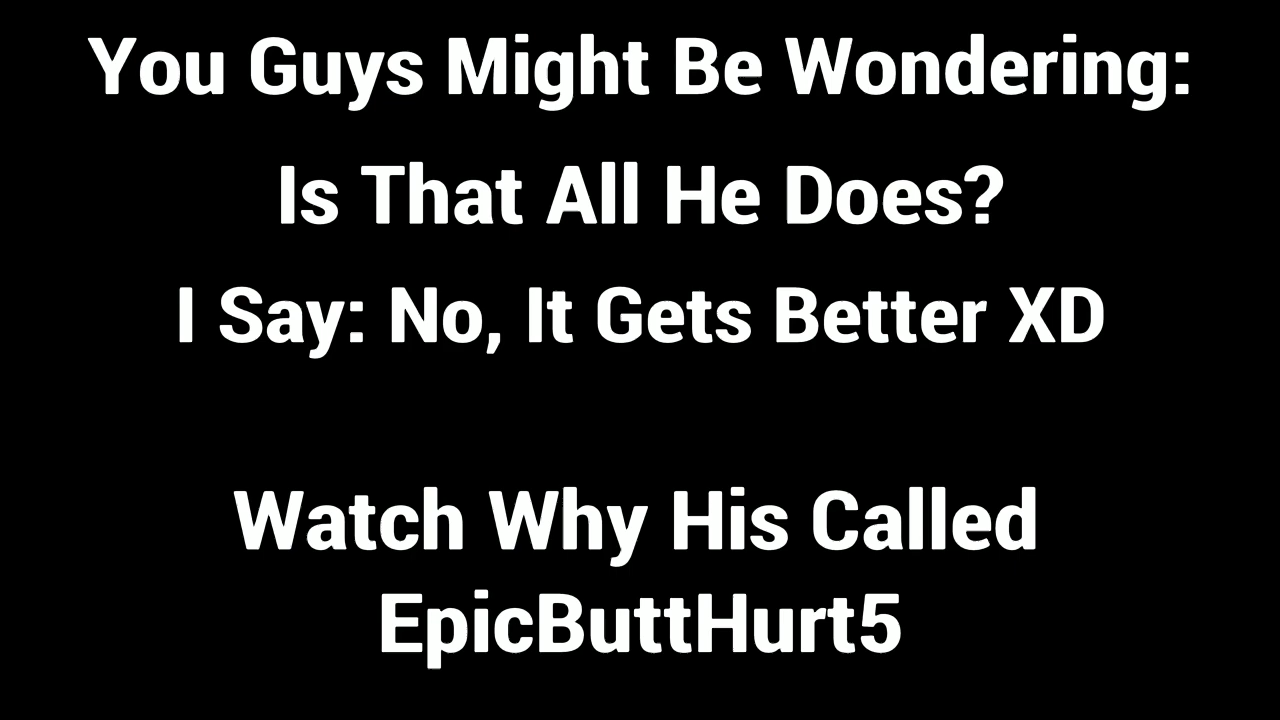 You Guys Might Be Wondering:
Is That All He Does?
I Say: No, It Gets Better XD
Watch Why His Called
EpicButtHurt5